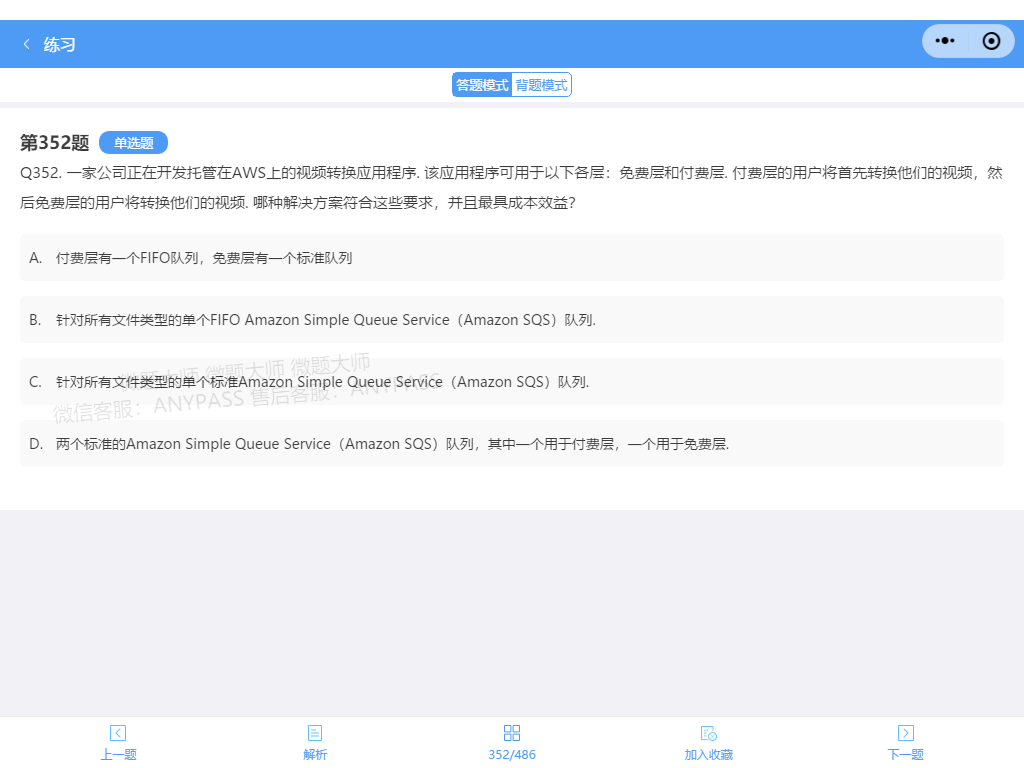 练习
答题模式 背题模式
第352题 单选题
Q352. 一家公司正在开发托管在AWS上的视频转换应用程序. 该应用程序可用于以下各层：免费层和付费层. 付费层的用户将首先转换他们的视频，然
后免费层的用户将转换他们的视频. 哪种解决方案符合这些要求，并且最具成本效益?
A. 付费层有一个FIFO队列，免费层有一个标准队列
B. 针对所有文件类型的单个FIFO Amazon Simple Queue Service（Amazon SQS）队列.
微题大师 微题大师 微题大师
C. 针对所有文件类型的单个标准Amazon Simple Queue Service（Amazon SQS）队列.
微信客服：ANYPASS 售后客服：ANYPASS
D. 两个标准的Amazon Simple Queue Service（Amazon SQS）队列，其中一个用于付费层，一个用于免费层.
上一题 解析 352/486 加入收藏 下一题